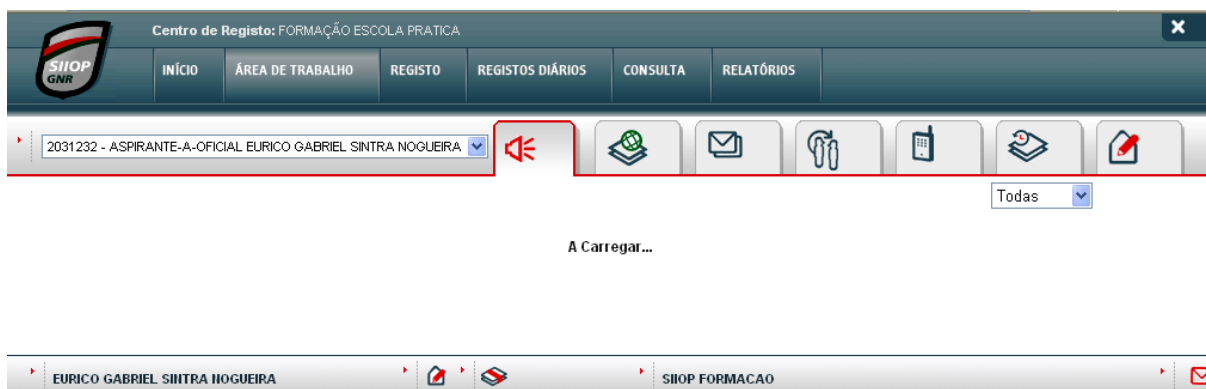 Centro de Registo: FORMAÇÃO ESCOLA PRATICA
SIIOP
GNR
INÍCIO ÁREA DE TRABALHO REGISTO REGISTOS DIÁRIOS CONSULTA RELATÓRIOS
2031232 - ASPIRANTE-A-OFICIAL EURICO GABRIEL SINTRA NOGUEIRA
Todas
A Carregar...
EURICO GABRIEL SINTRA NOGUEIRA SIIOP FORMACAO